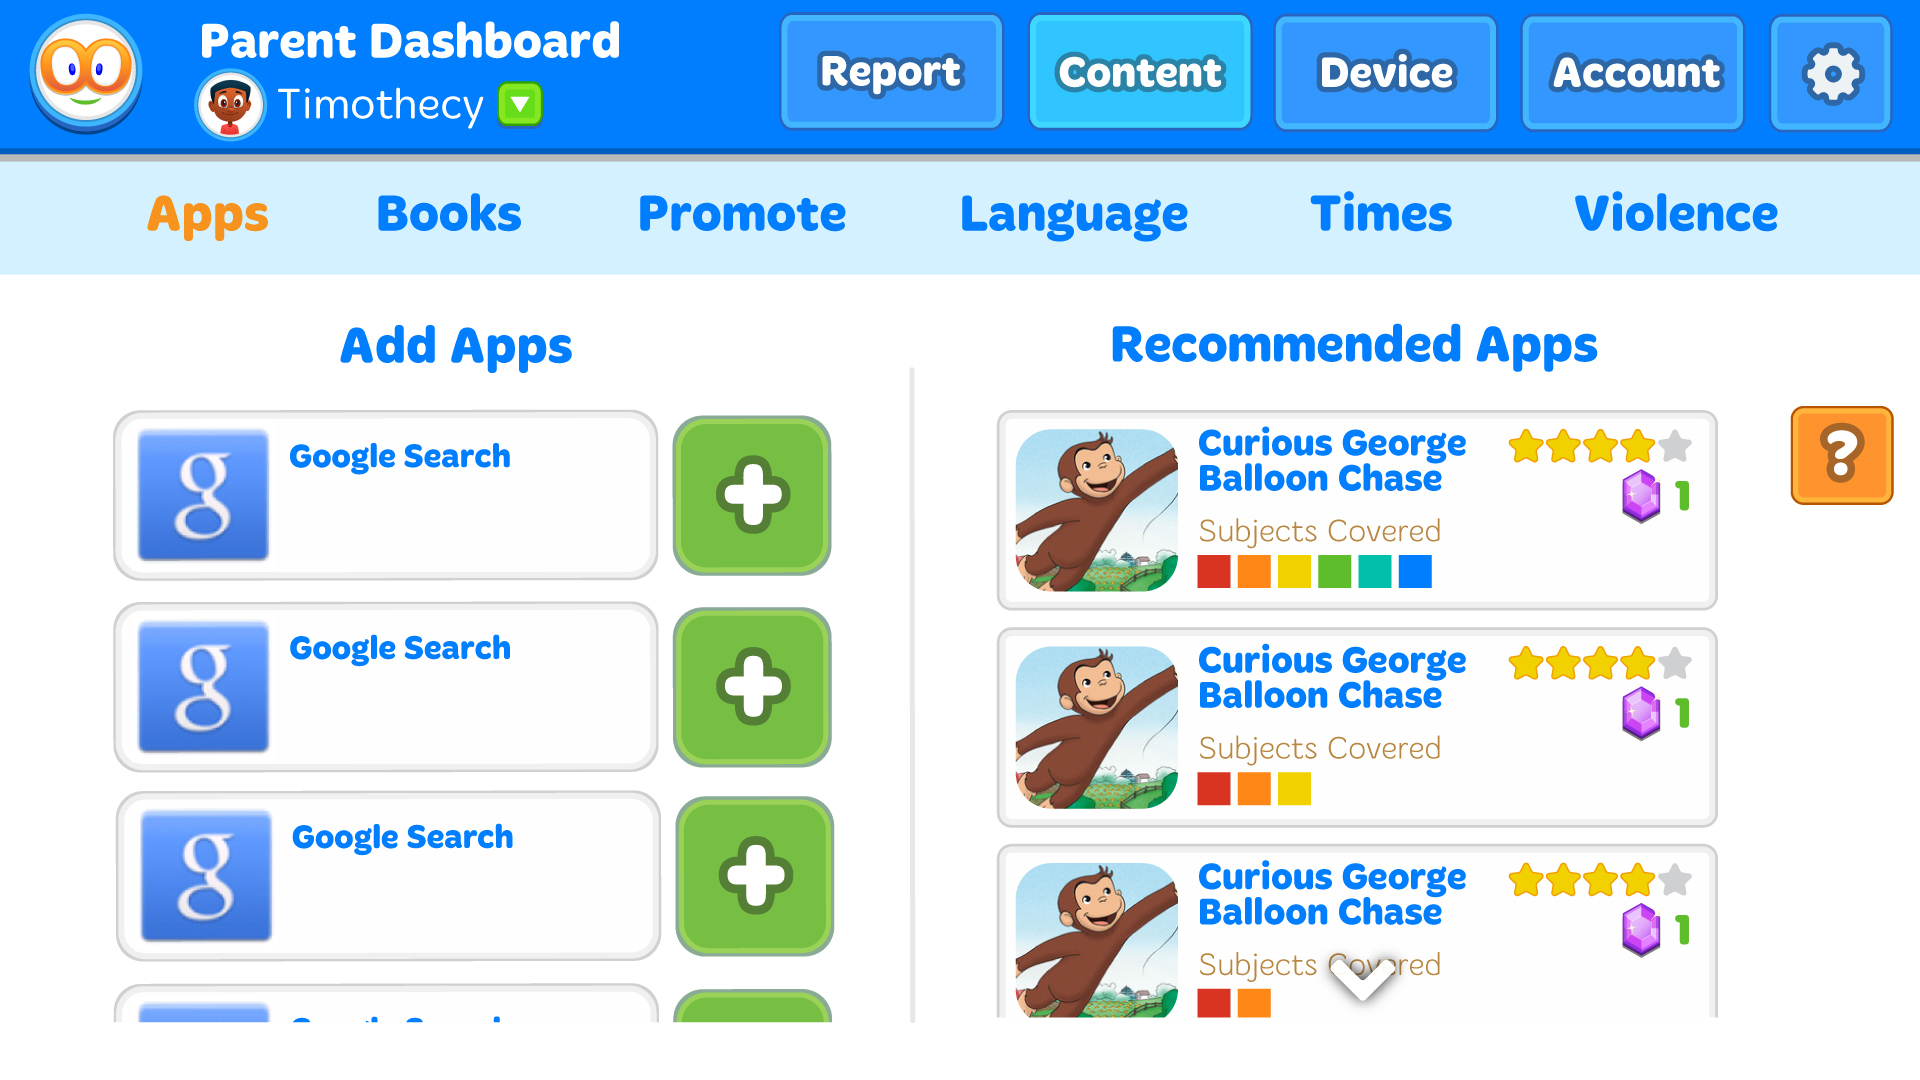 Parent Dashboard
Timothecy
Report
Content
Device
Account
Apps
Books
Promote
Language
Times
Violence
Add Apps
g
Google Search
g
Google Search
g
Google Search
Google Search
Recommended Apps
?
Curious George
Balloon Chase
1
Subjects Covered
Curious George
Balloon Chase
1
Subjects Covered
Curious George
Balloon Chase
1
Subjects Covered